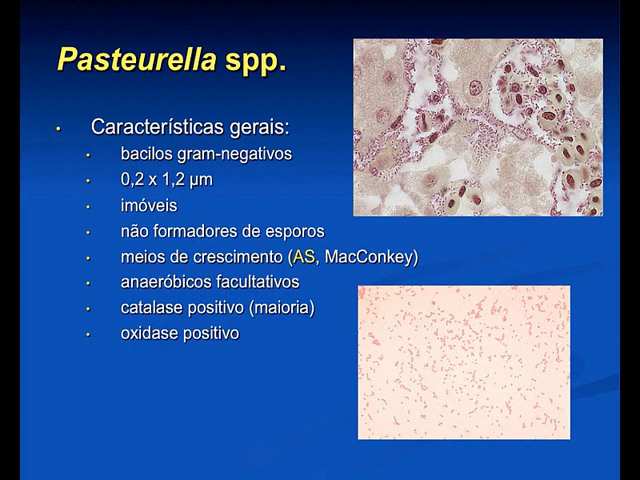 Pasteurella spp.
Características gerais:
bacilos gram-negativos
0,2 x 1,2 µm
imóveis
não formadores de esporos
meios de crescimento (AS, MacConkey)
anaeróbicos facultativos
catalase positivo (maioria)
oxidase positivo